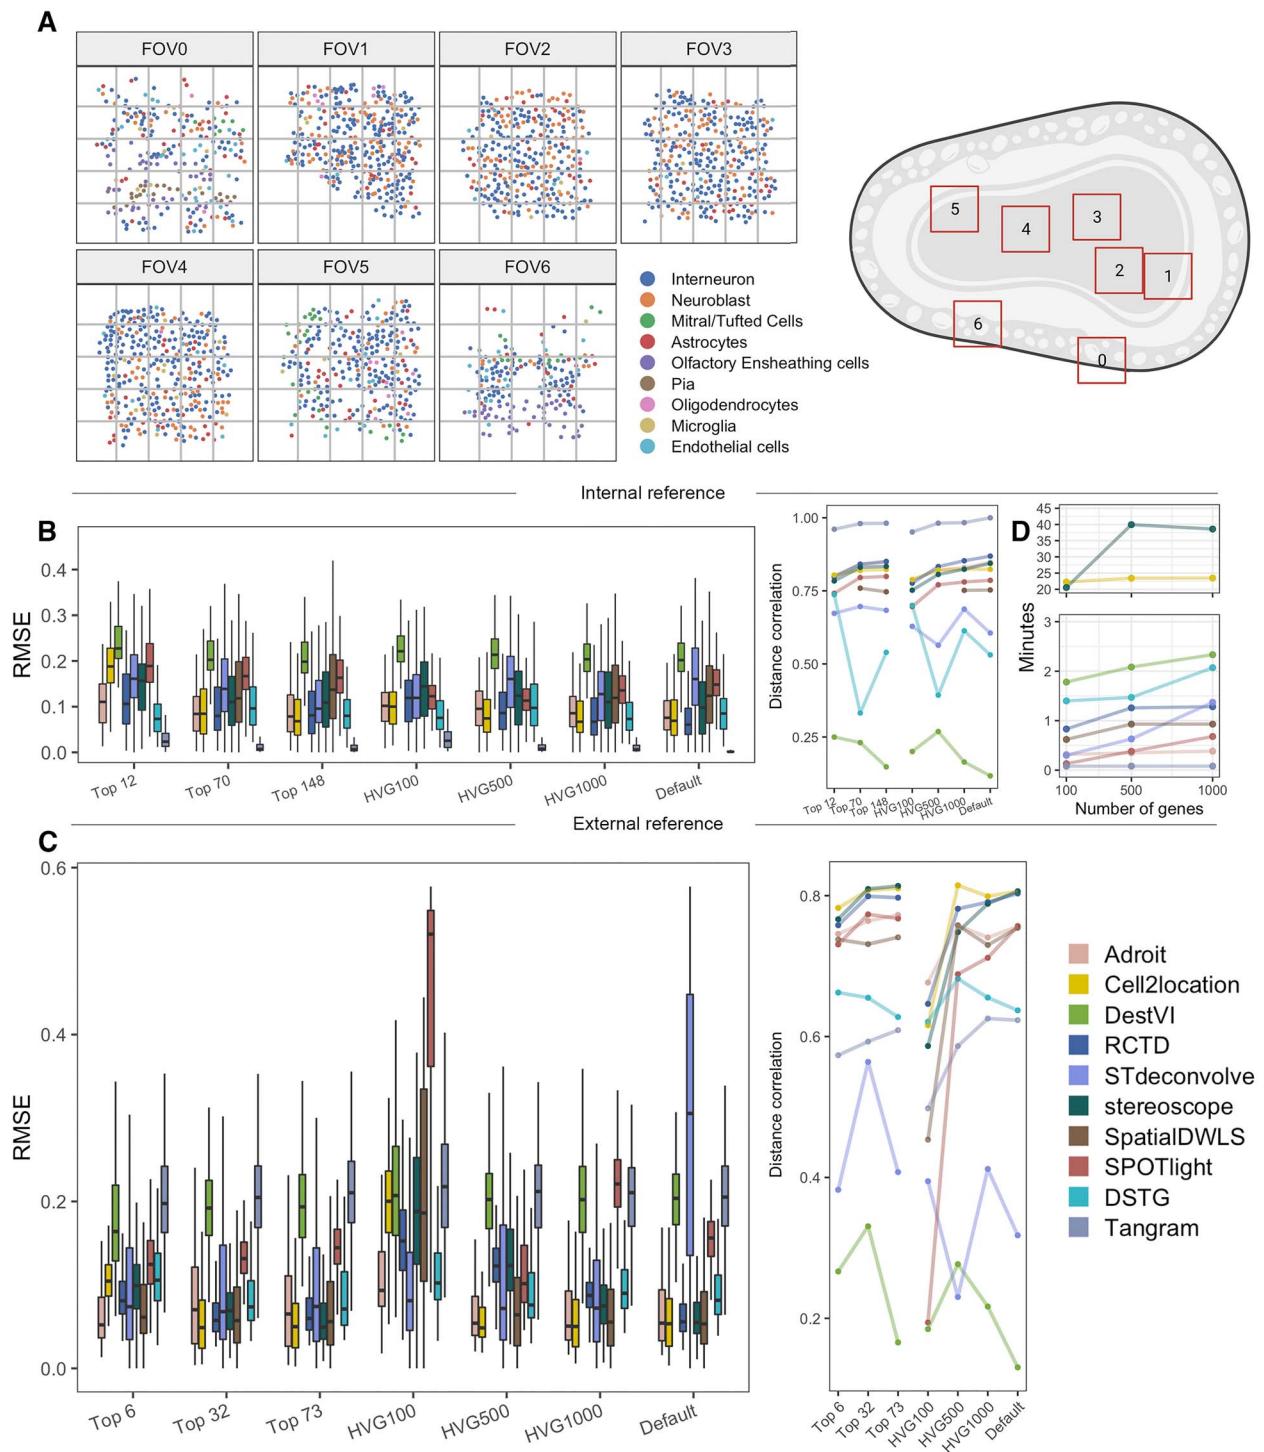 A
FOV0 FOV1 FOV2 FOV3
FOV4 FOV5 FOV6
Interneuron
Neuroblast
Mitral/Tufted Cells
Astrocytes
Olfactory Ensheathing cells
Pia
Oligodendrocytes
Microglia
Endothelial cells
5
4
3
2
1
6
0
Internal reference
B
RMSE
0.4
0.3
0.2
0.1
0.0
Top 12 Top 70 Top 148 HVG100 HVG500 HVG1000 Default
Distance correlation
1.00
0.75
0.50
0.25
Top 12 Top 70 Top 148 HVG100 HVG500 HVG1000 Default
D
Minutes
45
40
35
30
25
20
3
2
1
0
100 500 1000
Number of genes
External reference
C
RMSE
0.6
0.4
0.2
0.0
Top 6 Top 32 Top 73 HVG100 HVG500 HVG1000 Default
Distance correlation
0.8
0.6
0.4
0.2
Top 6 Top 32 Top 73 HVG100 HVG500 HVG1000 Default
Adroit
Cell2location
DestVI
RCTD
STdeconvolve
stereoscope
SpatialDWLS
SPOTlight
DSTG
Tangram